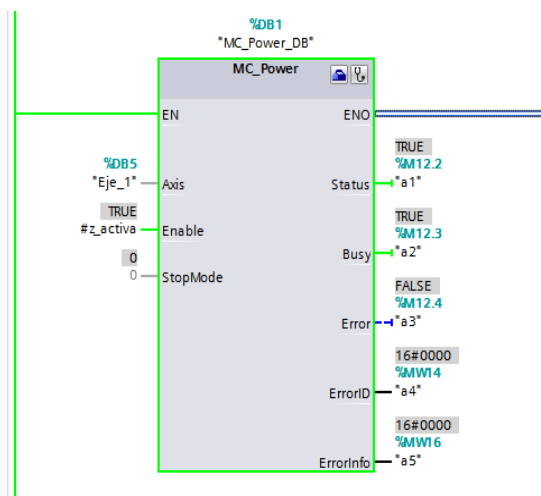 %DB1
"MC_Power_DB"
MC_Power
EN
ENO
%DB5
"Eje_1"
Axis
TRUE
#z_activa
Enable
0
0
StopMode
TRUE
%M12.2
Status
"a1"
TRUE
%M12.3
Busy
"a2"
FALSE
%M12.4
Error
"a3"
16#0000
%MW14
ErrorID
"a4"
16#0000
%MW16
ErrorInfo
"a5"